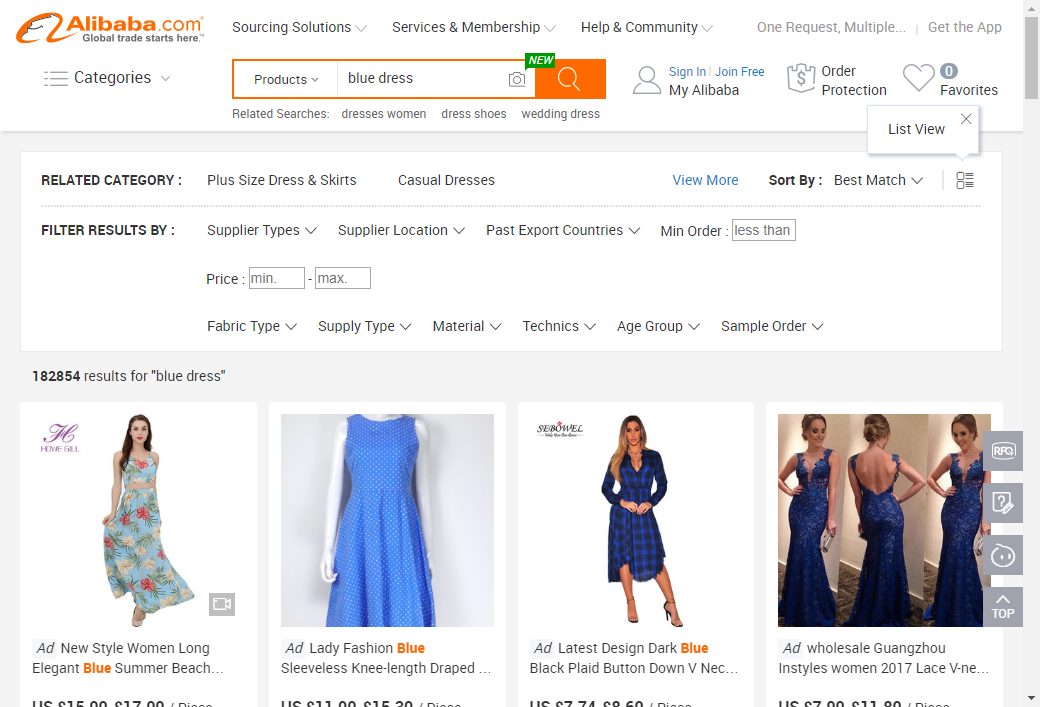 Alibaba.com
Global trade starts here.™
Sourcing Solutions
Services & Membership
Help & Community
One Request, Multiple... | Get the App
Categories
Products
blue dress
NEW
Sign In | Join Free
My Alibaba
Order
Protection
0
Favorites
Related Searches: dresses women dress shoes wedding dress
List View
RELATED CATEGORY : Plus Size Dress & Skirts Casual Dresses View More Sort By : Best Match
FILTER RESULTS BY : Supplier Types Supplier Location Past Export Countries Min Order : less than
Price : min. - max.
Fabric Type Supply Type Material Technics Age Group Sample Order
182854 results for "blue dress"
HOWE GILL
SEBOWEL
RFQ
TOP
Ad New Style Women Long
Elegant Blue Summer Beach...
US £15.00-£17.00 / Piece
Ad Lady Fashion Blue
Sleeveless Knee-length Draped ...
US £11.00-£15.30 / Piece
Ad Latest Design Dark Blue
Black Plaid Button Down V Nec...
US £7.74-£8.60 / Piece
Ad wholesale Guangzhou
Instyles women 2017 Lace V-ne...
US £7.90-£11.80 / Piece